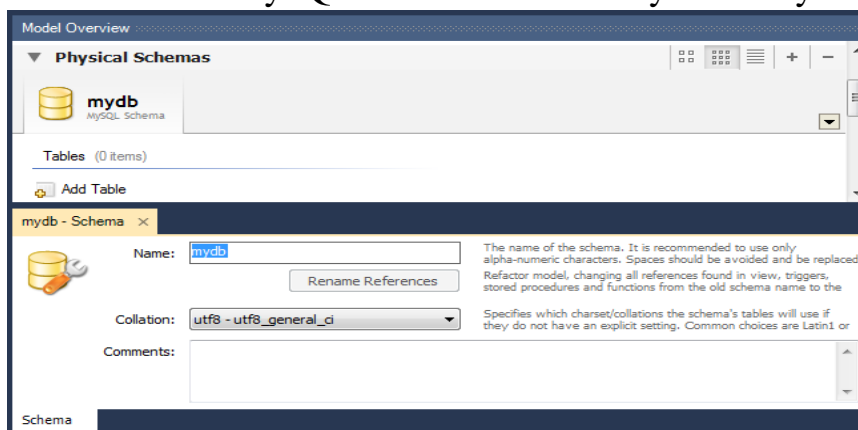 Model Overview
Physical Schemas
mydb
MySQL Schema
Tables (0 items)
Add Table
mydb - Schema
Name: mydb
The name of the schema. It is recommended to use only
alpha-numeric characters. Spaces should be avoided and be replaced
Rename References
Refactor model, changing all references found in view, triggers,
stored procedures and functions from the old schema name to the
Collation: utf8 - utf8_general_ci
Specifies which charset/collations the schema's tables will use if
they do not have an explicit setting. Common choices are Latin1 or
Comments:
Schema